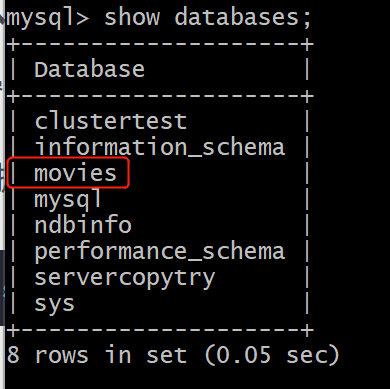 mysql> show databases;
+--------------------+
| Database           |
+--------------------+
| clustertest        |
| information_schema |
| movies             |
| mysql              |
| ndbinfo            |
| performance_schema |
| servercopytry      |
| sys                |
+--------------------+
8 rows in set (0.05 sec)